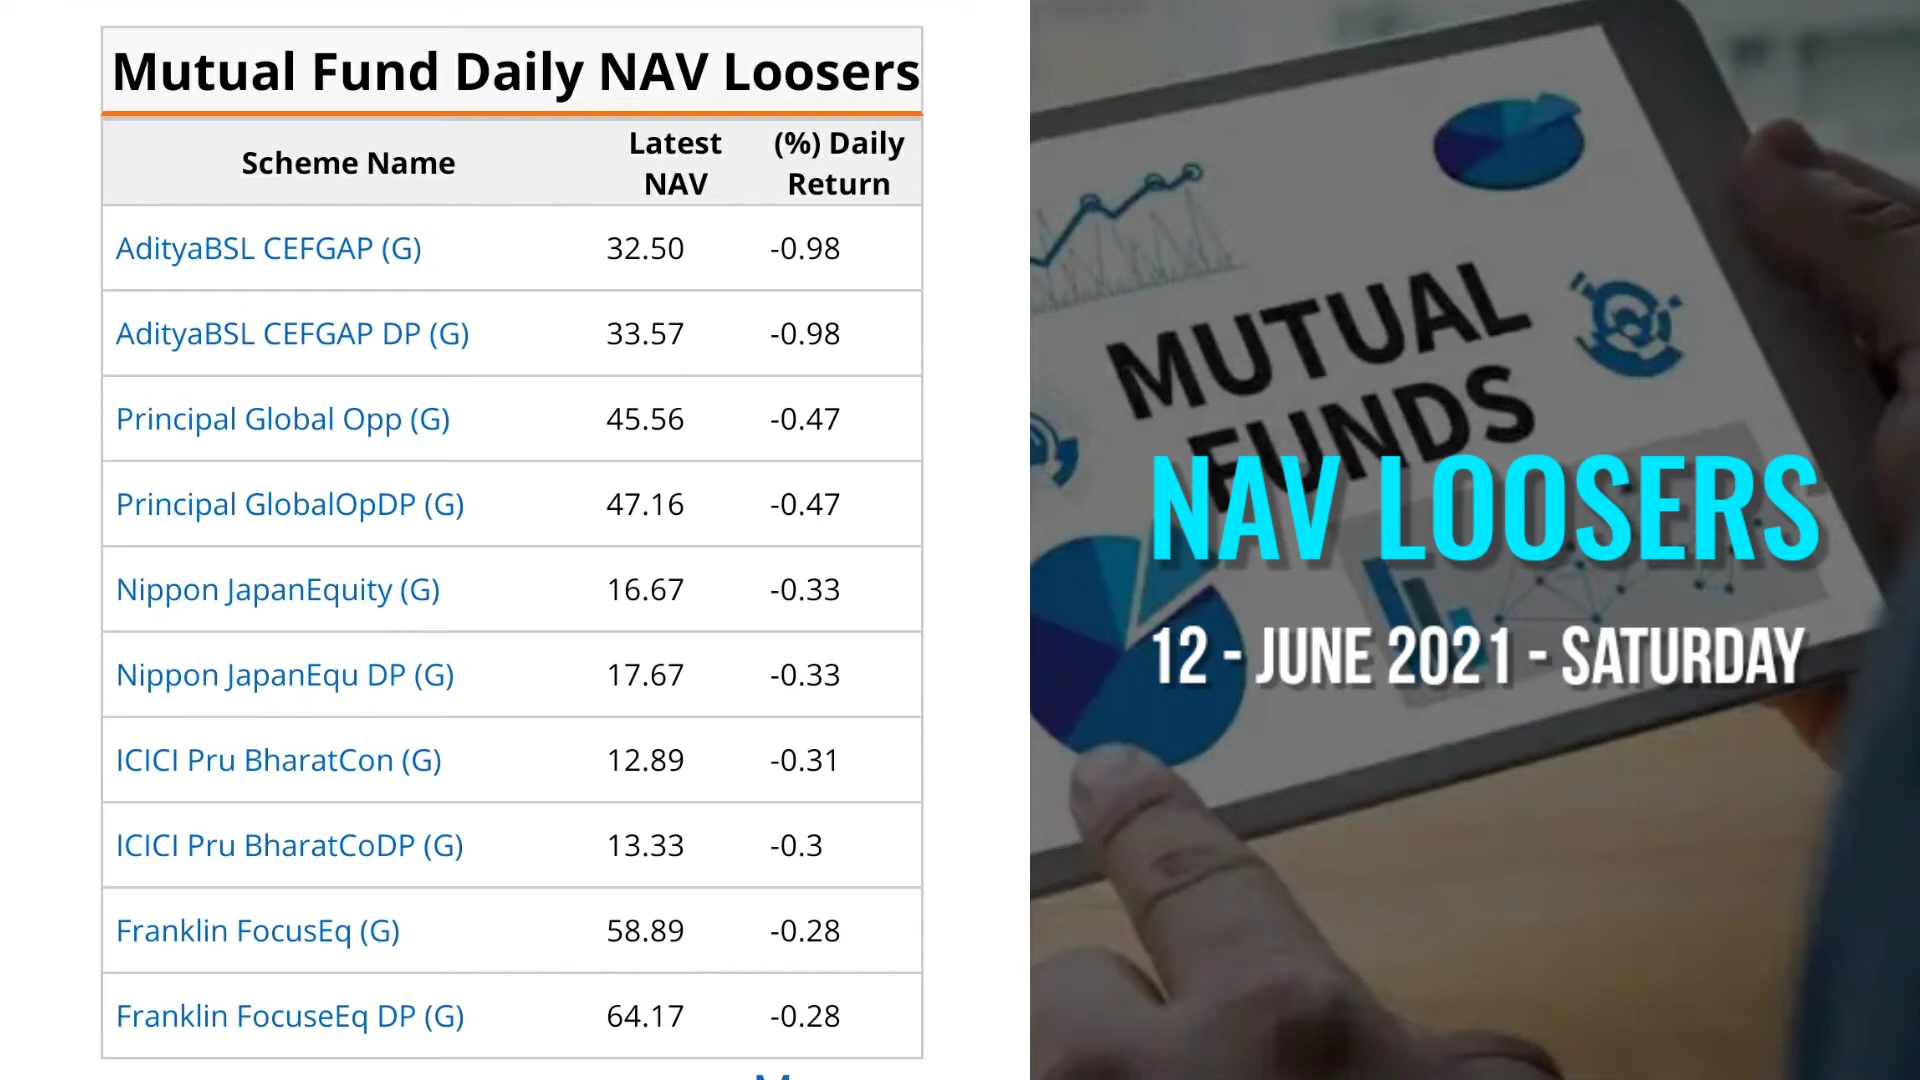 Mutual Fund Daily NAV Loosers
Scheme Name Latest NAV (%) Daily Return
AdityaBSL CEFGAP (G) 32.50 -0.98
AdityaBSL CEFGAP DP (G) 33.57 -0.98
Principal Global Opp (G) 45.56 -0.47
Principal GlobalOpDP (G) 47.16 -0.47
Nippon JapanEquity (G) 16.67 -0.33
Nippon JapanEqu DP (G) 17.67 -0.33
ICICI Pru BharatCon (G) 12.89 -0.31
ICICI Pru BharatCoDP (G) 13.33 -0.3
Franklin FocusEq (G) 58.89 -0.28
Franklin FocuseEq DP (G) 64.17 -0.28
MUTUAL
FUNDS
NAV LOOSERS
12 - JUNE 2021 - SATURDAY